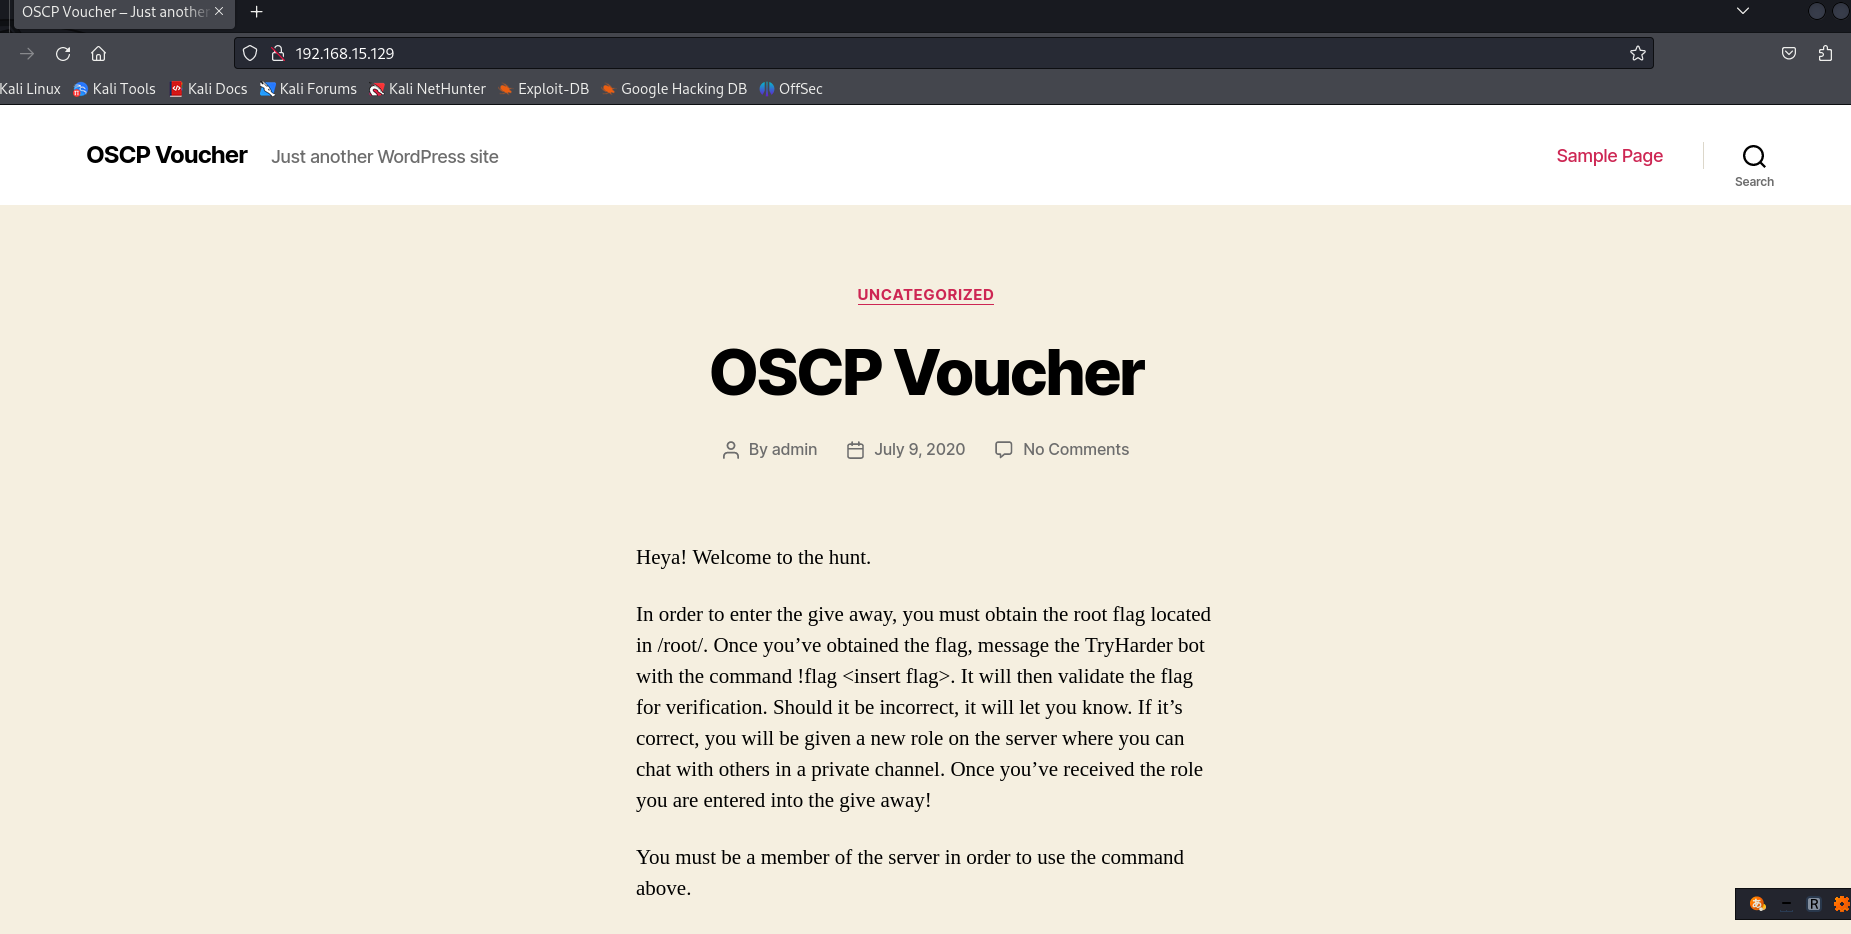 OSCP Voucher – Just another
192.168.15.129
Kali Linux Kali Tools Kali Docs Kali Forums Kali NetHunter Exploit-DB Google Hacking DB OffSec
OSCP Voucher Just another WordPress site Sample Page
Search
UNCATEGORIZED
OSCP Voucher
By admin July 9, 2020 No Comments
Heya! Welcome to the hunt.
In order to enter the give away, you must obtain the root flag located
in /root/. Once you’ve obtained the flag, message the TryHarder bot
with the command !flag <insert flag>. It will then validate the flag
for verification. Should it be incorrect, it will let you know. If it’s
correct, you will be given a new role on the server where you can
chat with others in a private channel. Once you’ve received the role
you are entered into the give away!
You must be a member of the server in order to use the command
above.
あ R